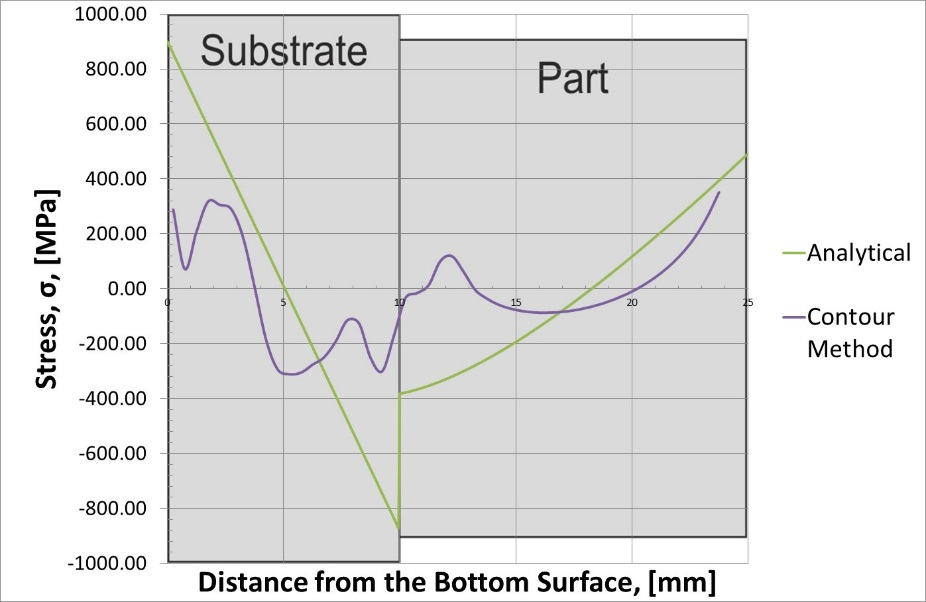 1000.00
Substrate
800.00
Part
600.00
400.00
200.00
0.00
0
5
10
15
20
25
-200.00
-400.00
-600.00
-800.00
-1000.00
Stress, σ, [MPa]
Distance from the Bottom Surface, [mm]
Analytical
Contour
Method